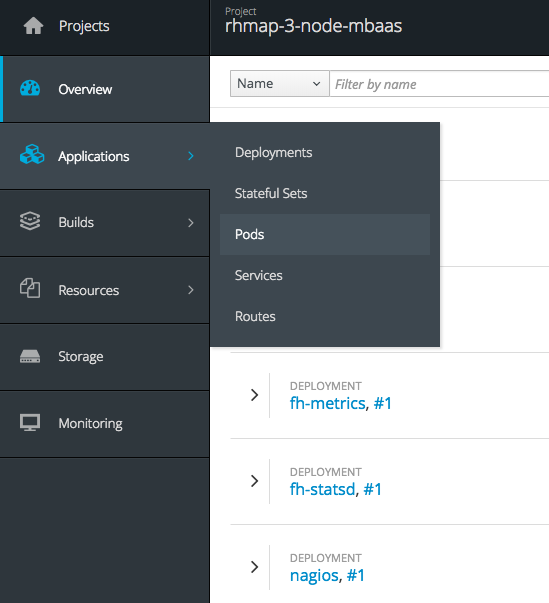 Projects
Project
rhmap-3-node-mbaas
Overview
Applications
Builds
Resources
Storage
Monitoring
Name
Filter by name
Deployments
Stateful Sets
Pods
Services
Routes
DEPLOYMENT
fh-metrics, #1
DEPLOYMENT
fh-statsd, #1
DEPLOYMENT
nagios, #1